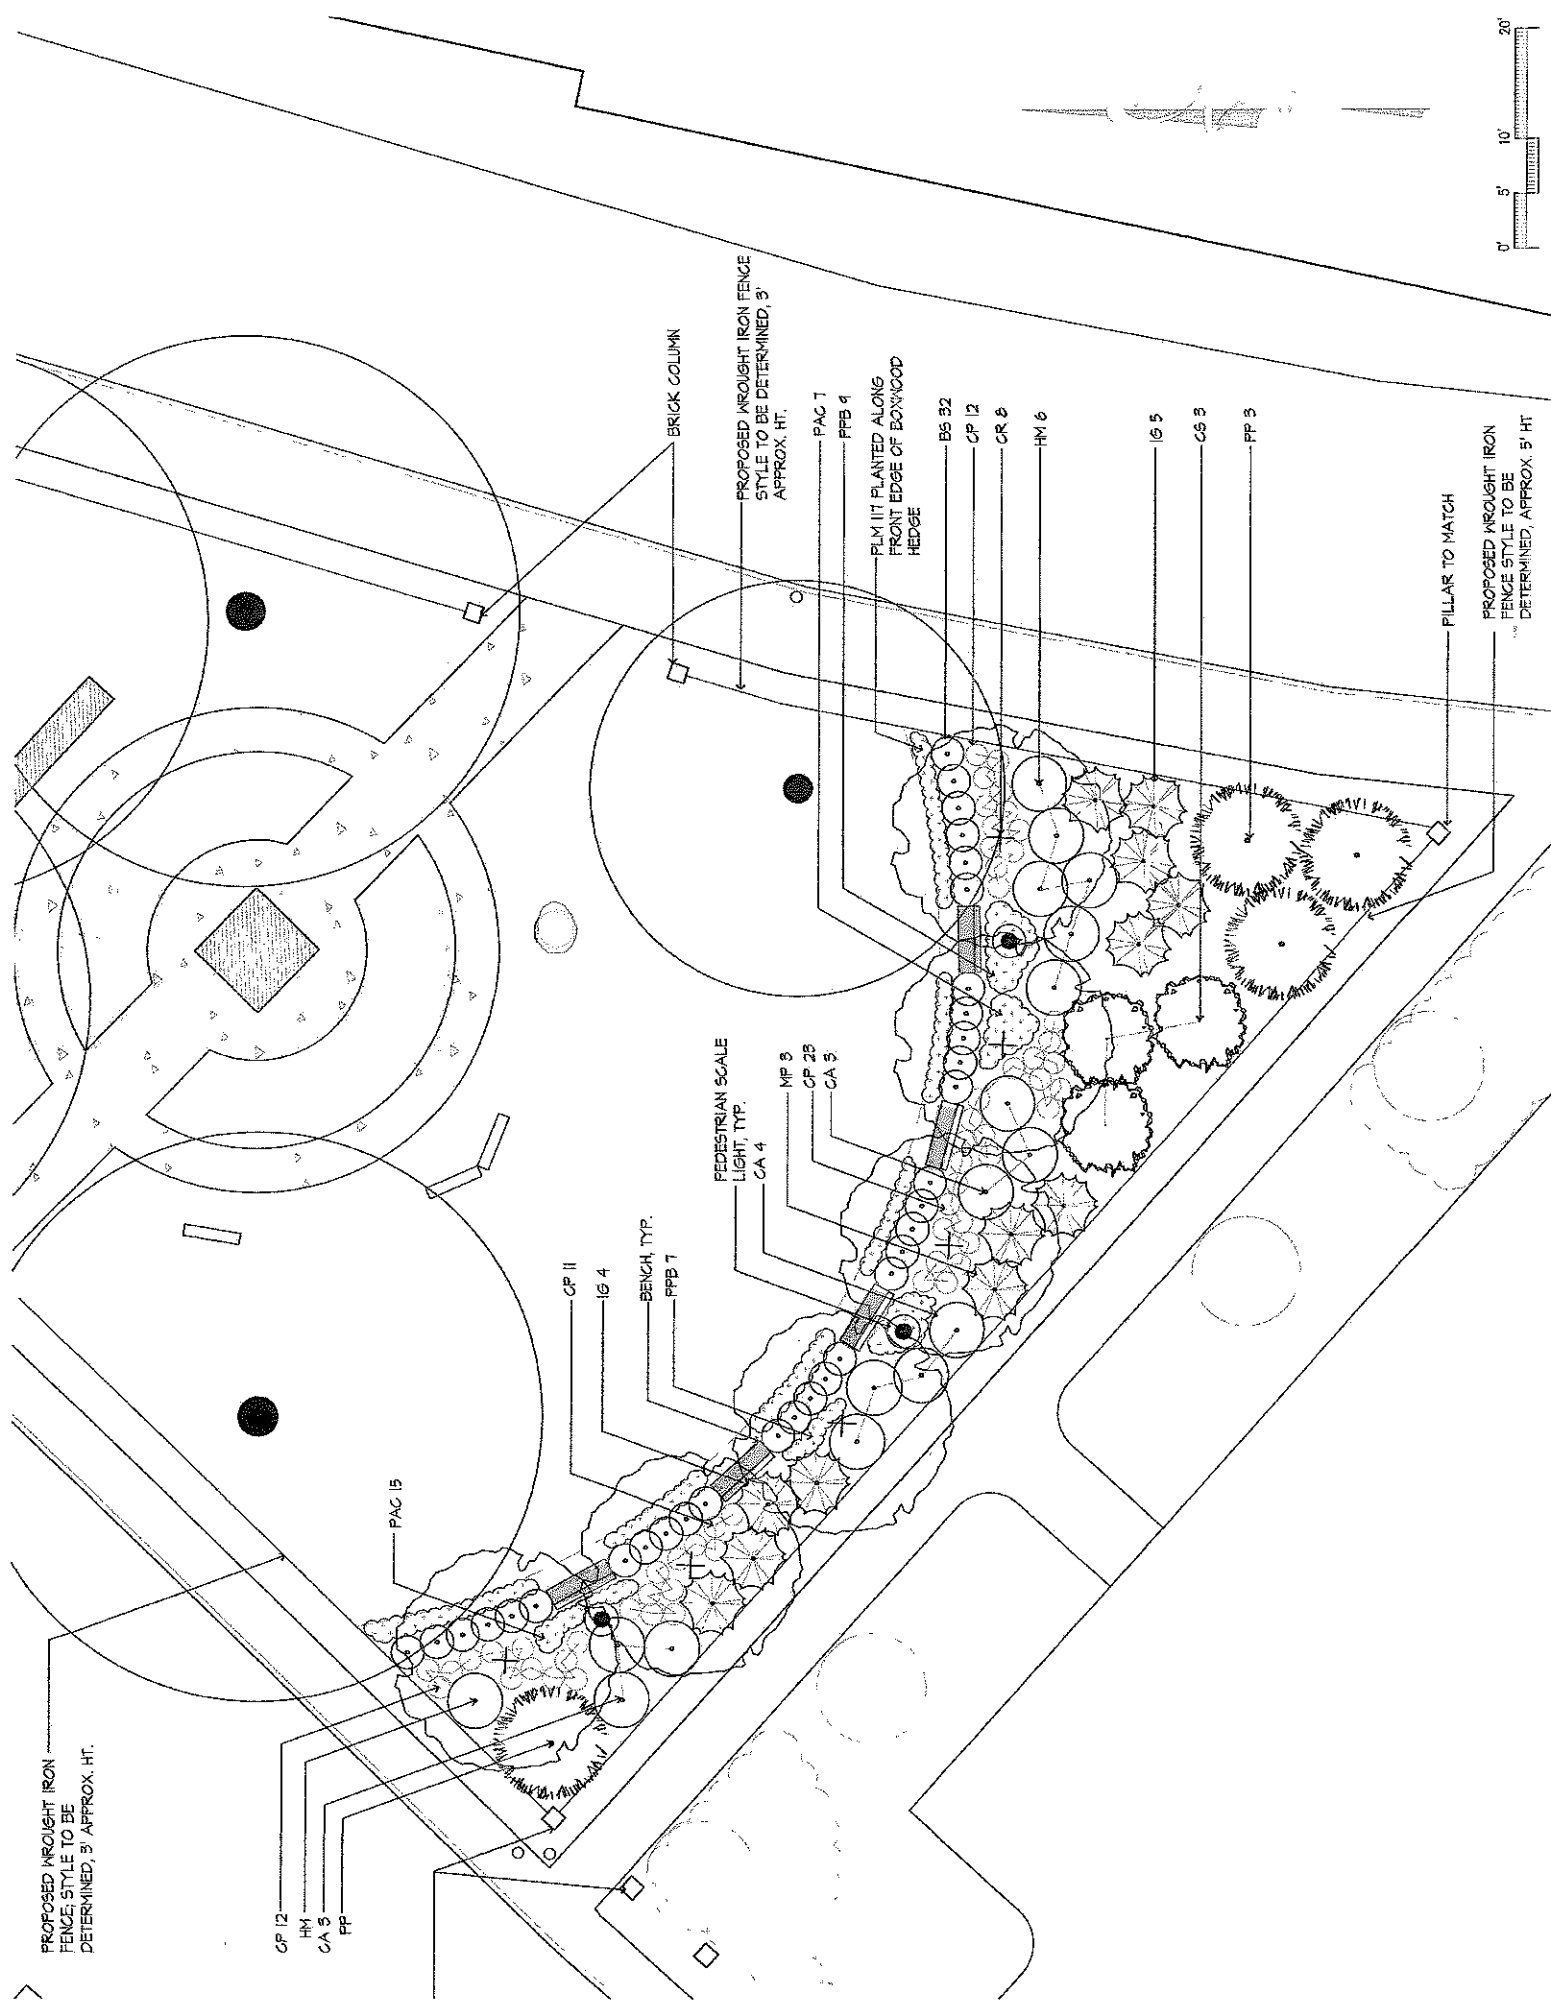 PROPOSED WROUGHT IRON
FENCE, STYLE TO BE
DETERMINED, 3' APPROX. HT.
CP 12
HM
CA 3
PP
PAC 15
CP 11
IG 4
BENCH, TYP.
PPB 7
PEDESTRIAN SCALE
LIGHT, TYP.
CA 4
MP 3
CP 23
CA 3
BRICK COLUMN
PROPOSED WROUGHT IRON FENCE
STYLE TO BE DETERMINED, 3'
APPROX. HT.
PAC 7
PPB 9
PLM 117 PLANTED ALONG
FRONT EDGE OF BOXWOOD
HEDGE
BS 32
CP 12
CR 8
HM 6
IG 5
CS 3
PP 3
PILLAR TO MATCH
PROPOSED WROUGHT IRON
FENCE STYLE TO BE
DETERMINED, APPROX. 5' HT
0' 5' 10' 20'